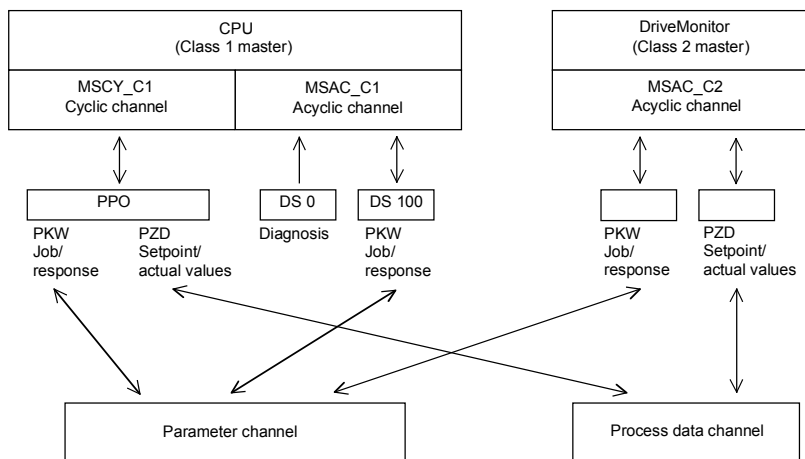 CPU
(Class 1 master)
DriveMonitor
(Class 2 master)
MSCY_C1
Cyclic channel
MSAC_C1
Acyclic channel
MSAC_C2
Acyclic channel
PPO
DS 0
DS 100
PKW
Job/
response
PZD
Setpoint/
actual values
Diagnosis
PKW
Job/
response
PKW
Job/
response
PZD
Setpoint/
actual values
Parameter channel
Process data channel